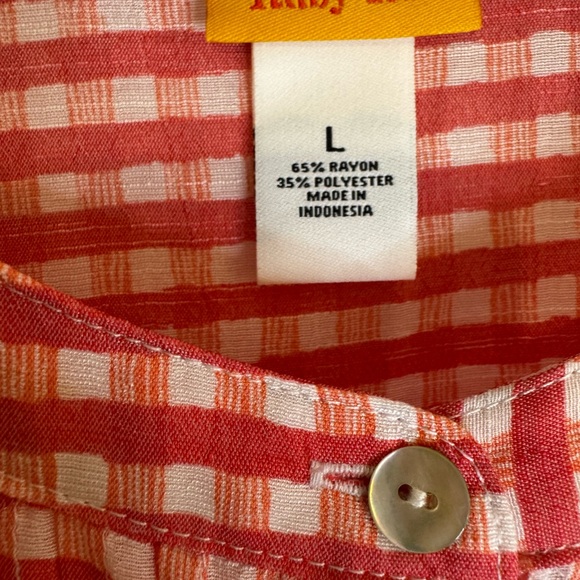 L
65% RAYON
35% POLYESTER
MADE IN
INDONESIA